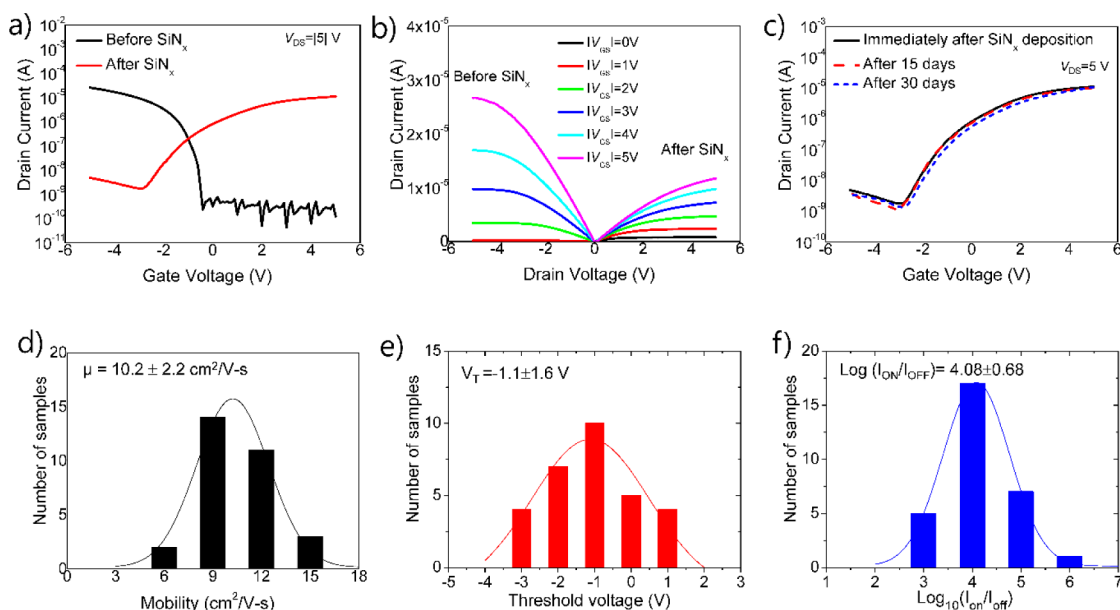 a)
Before SiNₓ
After SiNₓ
V_DS=|5| V
10⁻²
10⁻³
10⁻⁴
10⁻⁵
10⁻⁶
10⁻⁷
10⁻⁸
10⁻⁹
10⁻¹⁰
10⁻¹¹
Drain Current (A)
-6 -4 -2 0 2 4 6
Gate Voltage (V)
b)
4x10⁻⁵
3x10⁻⁵
2x10⁻⁵
1x10⁻⁵
0
Drain Current (A)
Before SiNₓ
|V_GS|=0V
|V_GS|=1V
|V_GS|=2V
|V_GS|=3V
|V_GS|=4V
|V_GS|=5V
After SiNₓ
-6 -4 -2 0 2 4 6
Drain Voltage (V)
c)
Immediately after SiNₓ deposition
After 15 days
After 30 days
V_DS=5 V
10⁻³
10⁻⁴
10⁻⁵
10⁻⁶
10⁻⁷
10⁻⁸
10⁻⁹
10⁻¹⁰
Drain Current (A)
-6 -4 -2 0 2 4 6
Gate Voltage (V)
d)
µ = 10.2 ± 2.2 cm²/V-s
20
15
10
5
0
Number of samples
0 3 6 9 12 15 18
Mobility (cm²/V-s)
e)
V_T=-1.1±1.6 V
15
10
5
0
Number of samples
-5 -4 -3 -2 -1 0 1 2 3
Threshold voltage (V)
f)
Log (I_ON/I_OFF)= 4.08±0.68
20
15
10
5
0
Number of samples
1 2 3 4 5 6 7
Log₁₀(I_on/I_off)